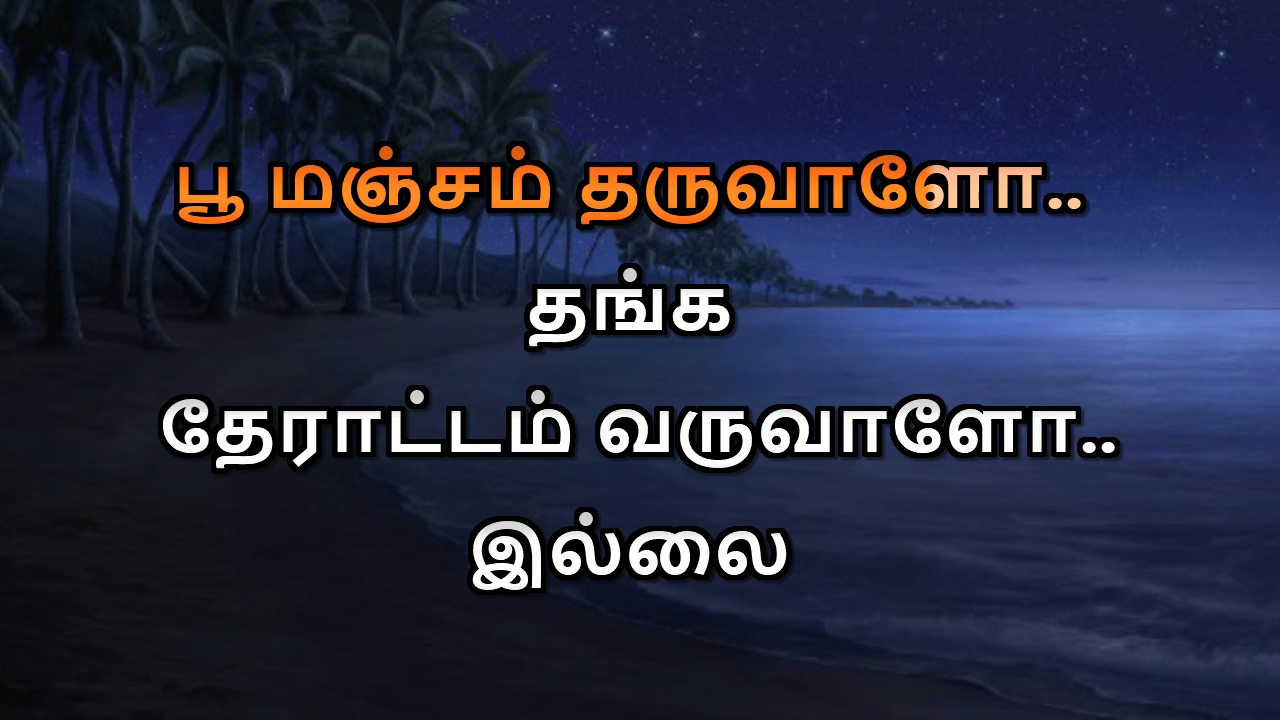 பூ மஞ்சம் தருவாளோ..
தங்க
தேராட்டம் வருவாளோ..
இல்லை